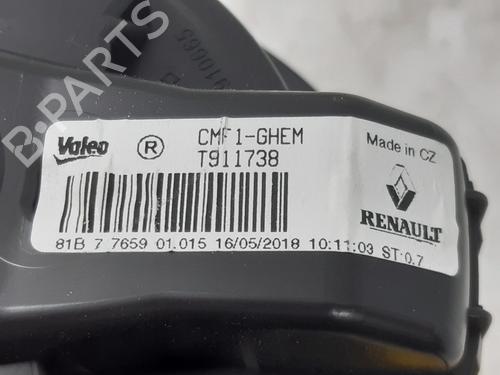 B-PARTS
910665
Valeo ® CMF1-GHEM
T911738
Made in CZ
RENAULT
81B 7 7659 01.015 16/05/2018 10:11:03 ST:0.7